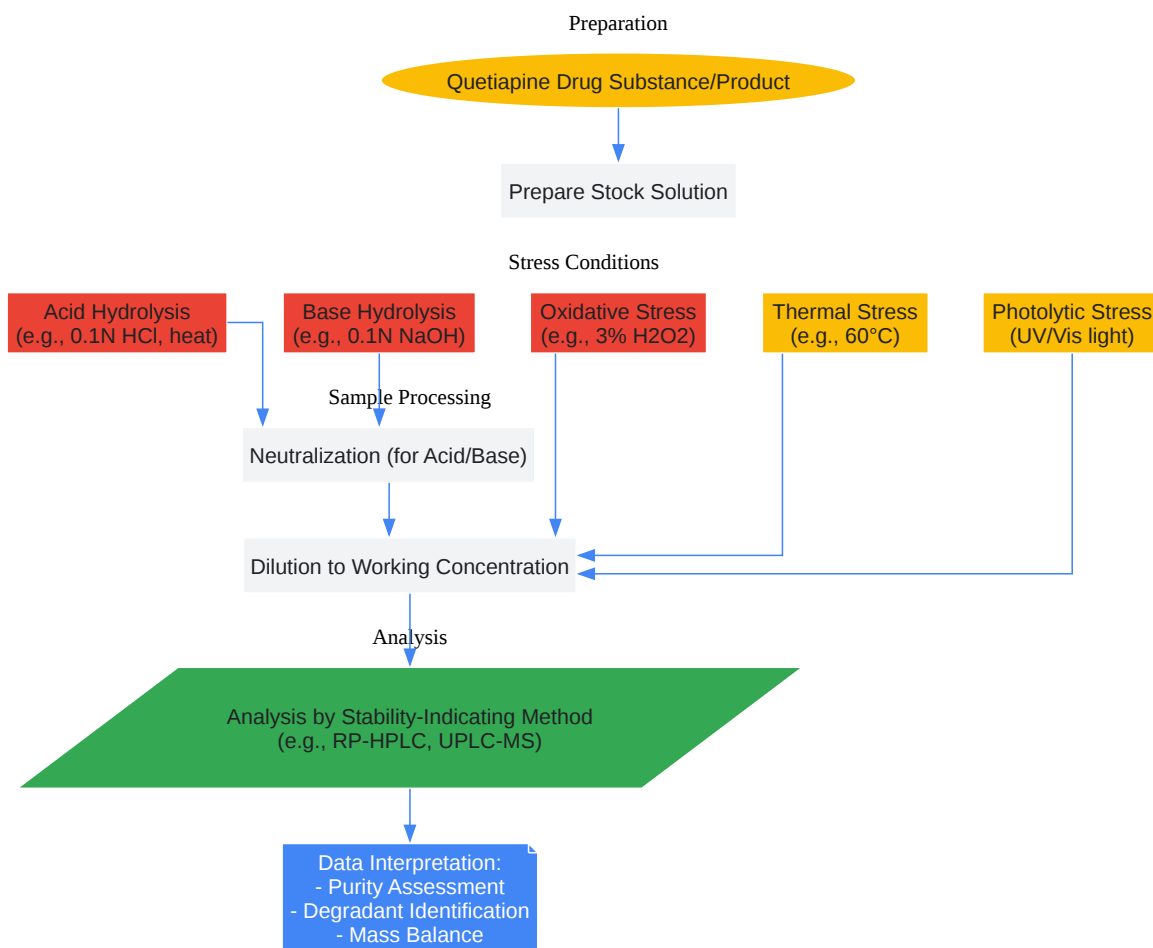 Preparation
Quetiapine Drug Substance/Product
Prepare Stock Solution
Stress Conditions
Acid Hydrolysis
(e.g., 0.1N HCl, heat)
Base Hydrolysis
(e.g., 0.1N NaOH)
Oxidative Stress
(e.g., 3% H2O2)
Thermal Stress
(e.g., 60°C)
Photolytic Stress
(UV/Vis light)
Sample Processing
Neutralization (for Acid/Base)
Dilution to Working Concentration
Analysis
Analysis by Stability-Indicating Method
(e.g., RP-HPLC, UPLC-MS)
Data Interpretation:
- Purity Assessment
- Degradant Identification
- Mass Balance